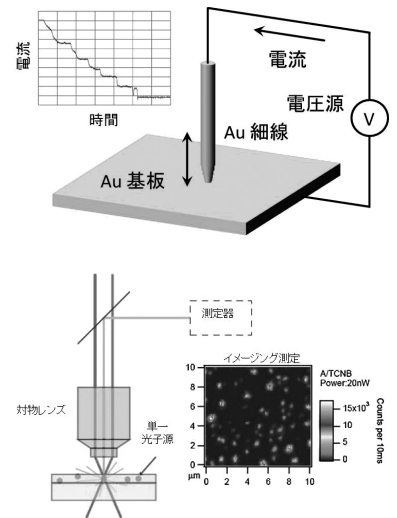 電流
時間
電流
電圧源
V
Au 細線
Au 基板
測定器
対物レンズ
単一
光子源
イメージング測定
10
8
6
4
2
0
μm
0 2 4 6 8 10
A/TCNB
Power:20nW
15x10³
10
5
0
Counts per 10ms